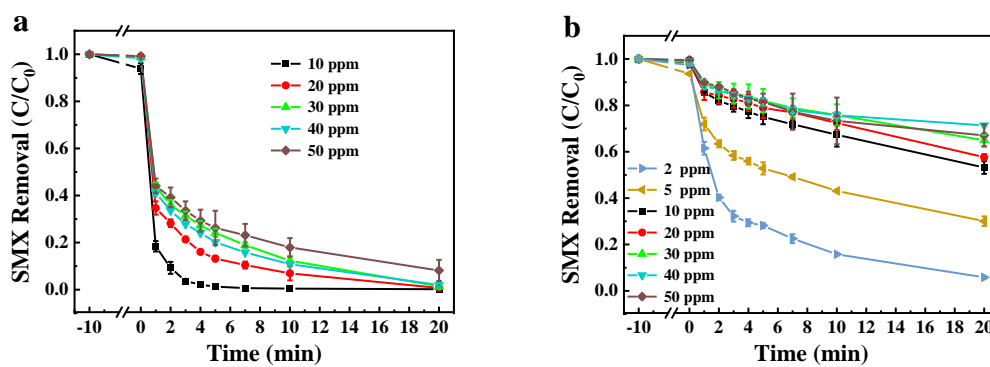 a
SMX Removal (C/C0)
1.0
0.8
0.6
0.4
0.2
0.0
10 ppm
20 ppm
30 ppm
40 ppm
50 ppm
-10 0 2 4 6 8 10 12 14 16 18 20
Time (min)
b
SMX Removal (C/C0)
1.0
0.8
0.6
0.4
0.2
0.0
2 ppm
5 ppm
10 ppm
20 ppm
30 ppm
40 ppm
50 ppm
-10 0 2 4 6 8 10 12 14 16 18 20
Time (min)